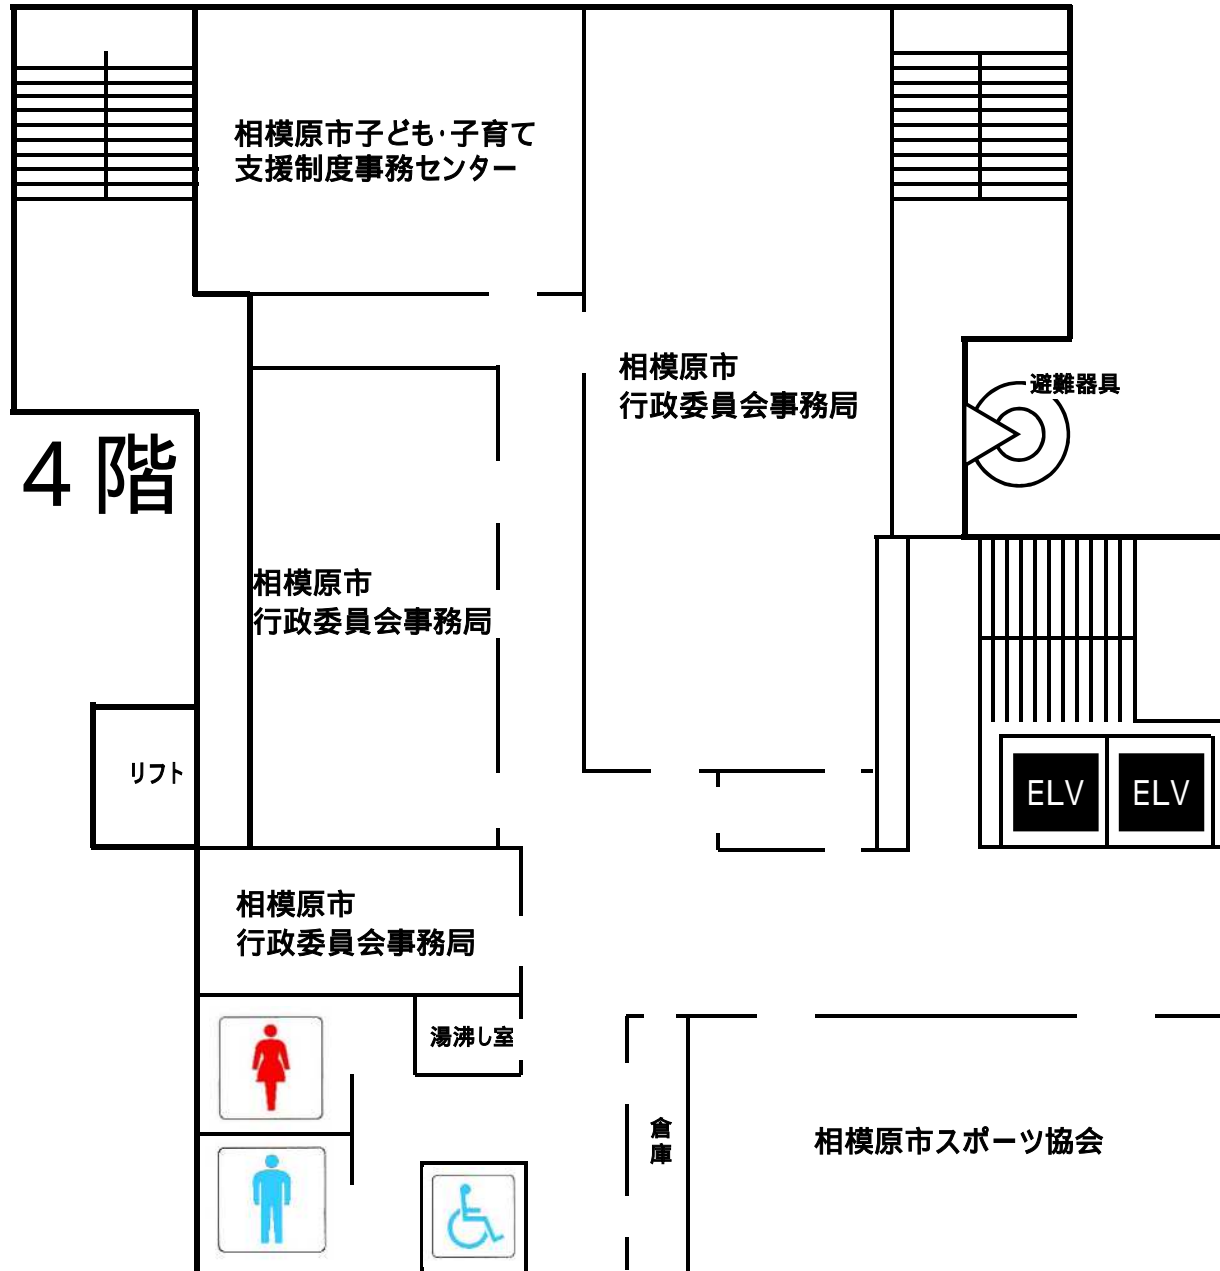 相模原市子ども・子育て
支援制度事務センター
相模原市
行政委員会事務局
避難器具
4階
相模原市
行政委員会事務局
リフト
ELV
ELV
相模原市
行政委員会事務局
湯沸し室
倉庫
相模原市スポーツ協会